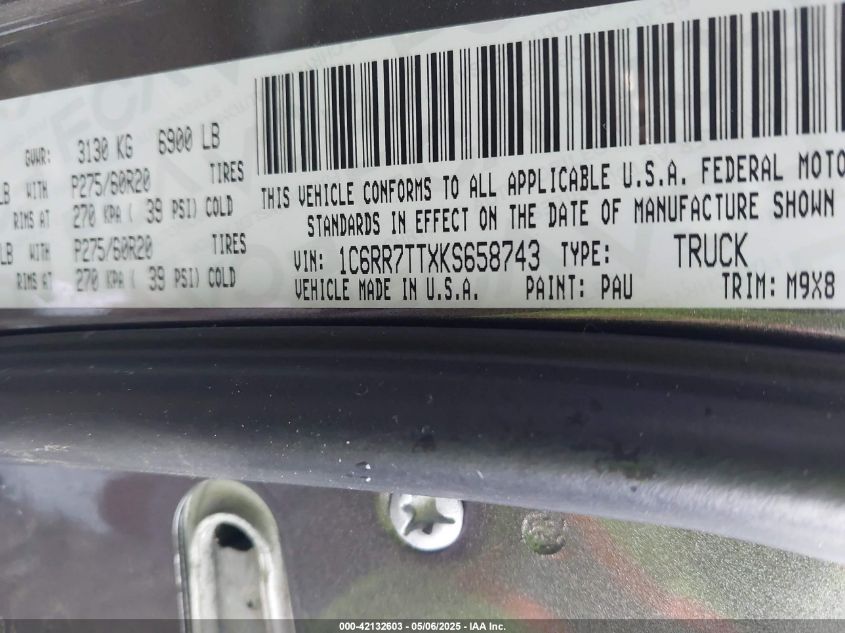 GVWR: 3130 KG 6900 LB
LB WITH P275/60R20 TIRES
RIMS AT 270 KPA ( 39 PSI) COLD
LB WITH P275/60R20 TIRES
RIMS AT 270 KPA ( 39 PSI) COLD
THIS VEHICLE CONFORMS TO ALL APPLICABLE U.S.A. FEDERAL MOTO
STANDARDS IN EFFECT ON THE DATE OF MANUFACTURE SHOWN
VIN: 1C6RR7TTXKS658743 TYPE: TRUCK
VEHICLE MADE IN U.S.A. PAINT: PAU TRIM: M9X8
000-42132603 - 05/06/2025 - IAA Inc.